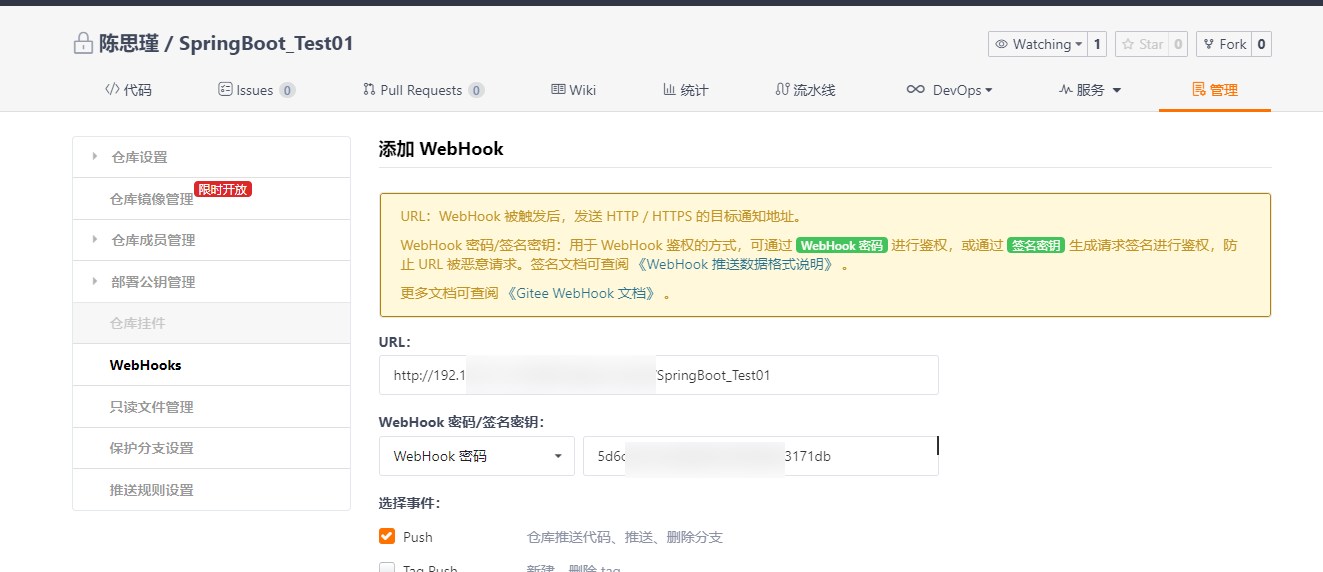 陈思瑾 / SpringBoot_Test01
Watching 1 Star 0 Fork 0
代码 Issues 0 Pull Requests 0 Wiki 统计 流水线 DevOps 服务 管理
仓库设置
仓库镜像管理 限时开放
仓库成员管理
部署公钥管理
仓库挂件
WebHooks
只读文件管理
保护分支设置
推送规则设置
添加 WebHook
URL：WebHook 被触发后，发送 HTTP / HTTPS 的目标通知地址。
WebHook 密码/签名密钥：用于 WebHook 鉴权的方式，可通过 WebHook 密码 进行鉴权，或通过 签名密钥 生成请求签名进行鉴权，防
止 URL 被恶意请求。签名文档可查阅 《WebHook 推送数据格式说明》 。
更多文档可查阅 《Gitee WebHook 文档》 。
URL：
http://192.1 /SpringBoot_Test01
WebHook 密码/签名密钥：
WebHook 密码 5d6 3171db
选择事件：
Push 仓库推送代码、推送、删除分支
Tag Push 新建、删除 tag